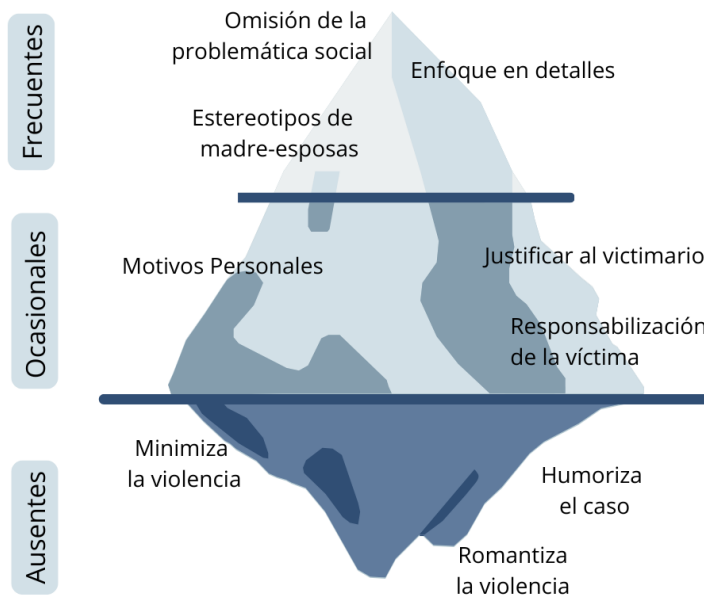 Frecuentes
Omisión de la
problemática social
Enfoque en detalles
Estereotipos de
madre-esposas
Ocasionales
Motivos Personales
Justificar al victimario
Responsabilización
de la víctima
Ausentes
Minimiza
la violencia
Humoriza
el caso
Romantiza
la violencia